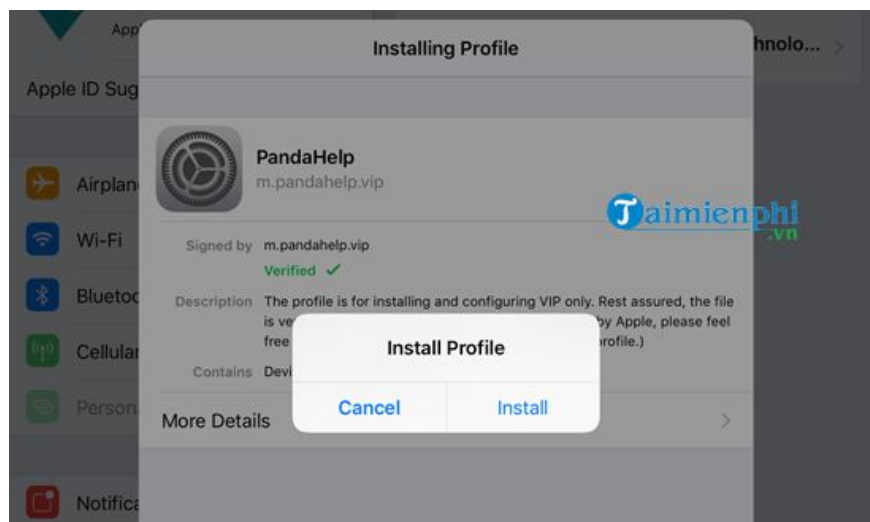 App
Installing Profile
hnolo...
Apple ID Sug
PandaHelp
m.pandahelp.vip
Airplan
Taimienphi
.vn
Wi-Fi
Signed by m.pandahelp.vip
Verified
Bluetoo
Description The profile is for installing and configuring VIP only. Rest assured, the file
is ve by Apple, please feel
free rofile.)
Install Profile
Cellular
Contains Devi
Cancel Install
Person
More Details
Notifica